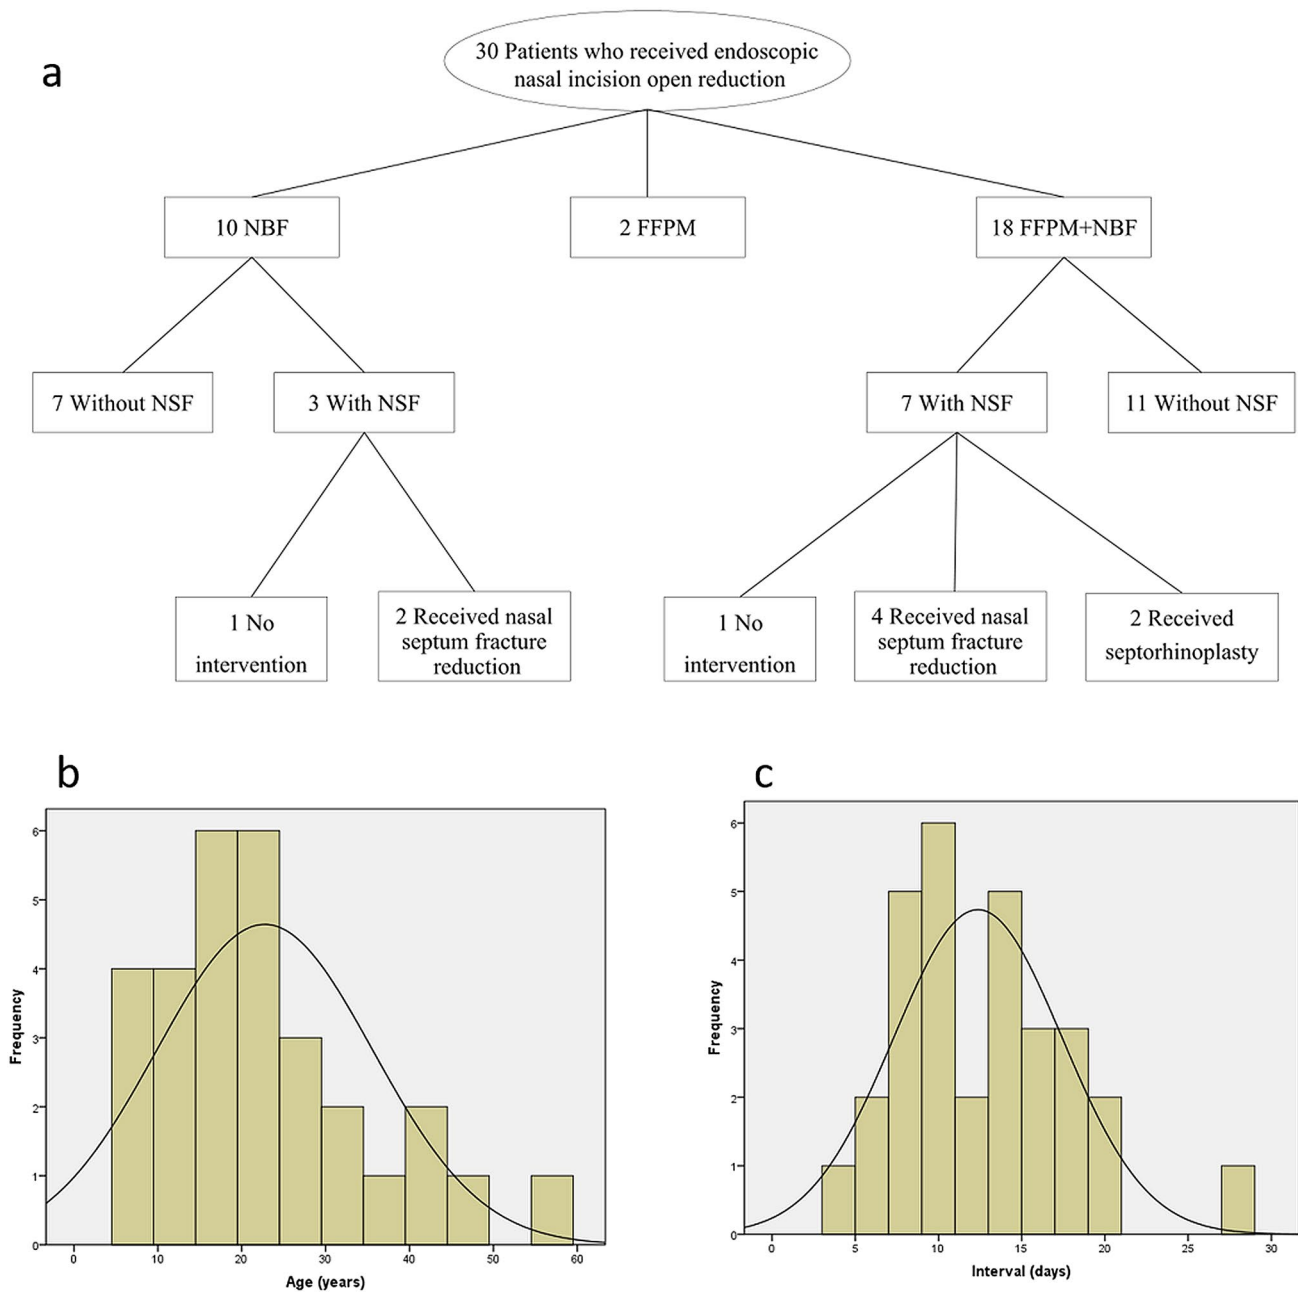 a
30 Patients who received endoscopic
nasal incision open reduction
10 NBF
2 FFPM
18 FFPM+NBF
7 Without NSF
3 With NSF
7 With NSF
11 Without NSF
1 No
intervention
2 Received nasal
septum fracture
reduction
1 No
intervention
4 Received nasal
septum fracture
reduction
2 Received
septorhinoplasty
b
Frequency
6
5
4
3
2
1
0
0 10 20 30 40 50 60
Age (years)
c
Frequency
6
5
4
3
2
1
0
0 5 10 15 20 25 30
Interval (days)